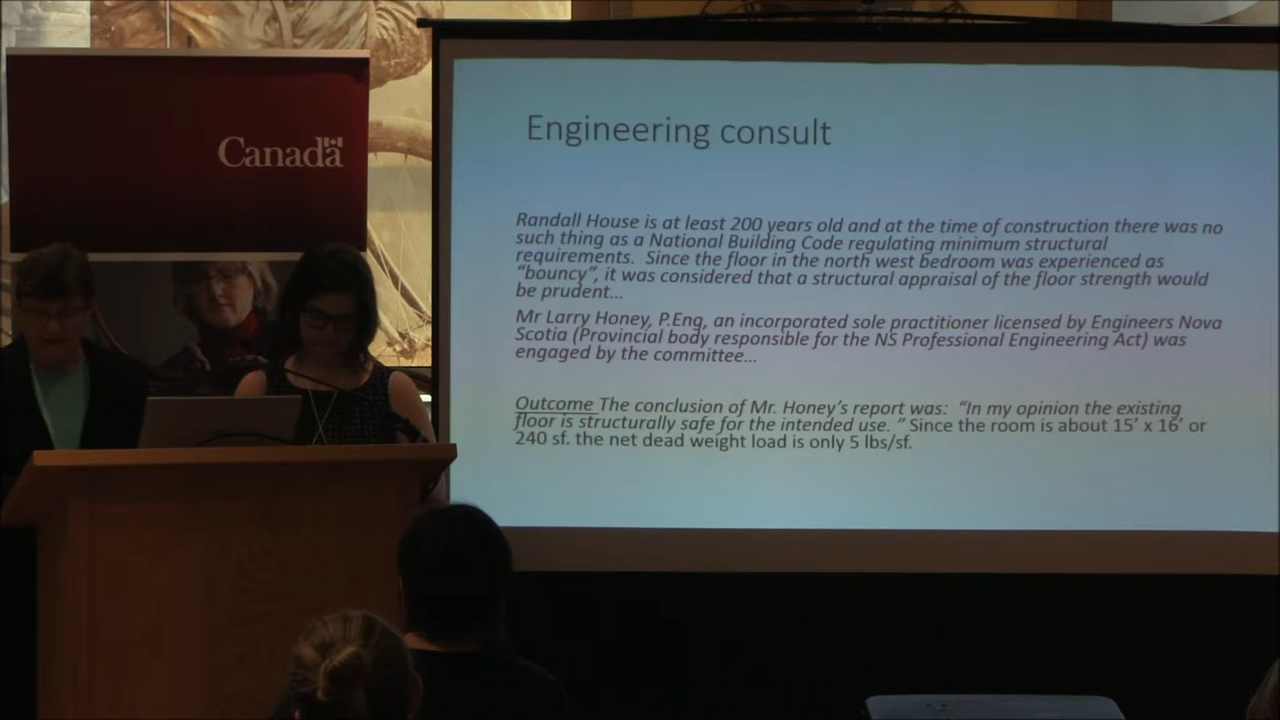 Canada
Engineering consult
Randall House is at least 200 years old and at the time of construction there was no
such thing as a National Building Code regulating minimum structural
requirements. Since the floor in the north west bedroom was experienced as
“bouncy”, it was considered that a structural appraisal of the floor strength would
be prudent…
Mr Larry Honey, P.Eng, an incorporated sole practitioner licensed by Engineers Nova
Scotia (Provincial body responsible for the NS Professional Engineering Act) was
engaged by the committee…
Outcome The conclusion of Mr. Honey’s report was: “In my opinion the existing
floor is structurally safe for the intended use. ” Since the room is about 15’ x 16’ or
240 sf. the net dead weight load is only 5 lbs/sf.